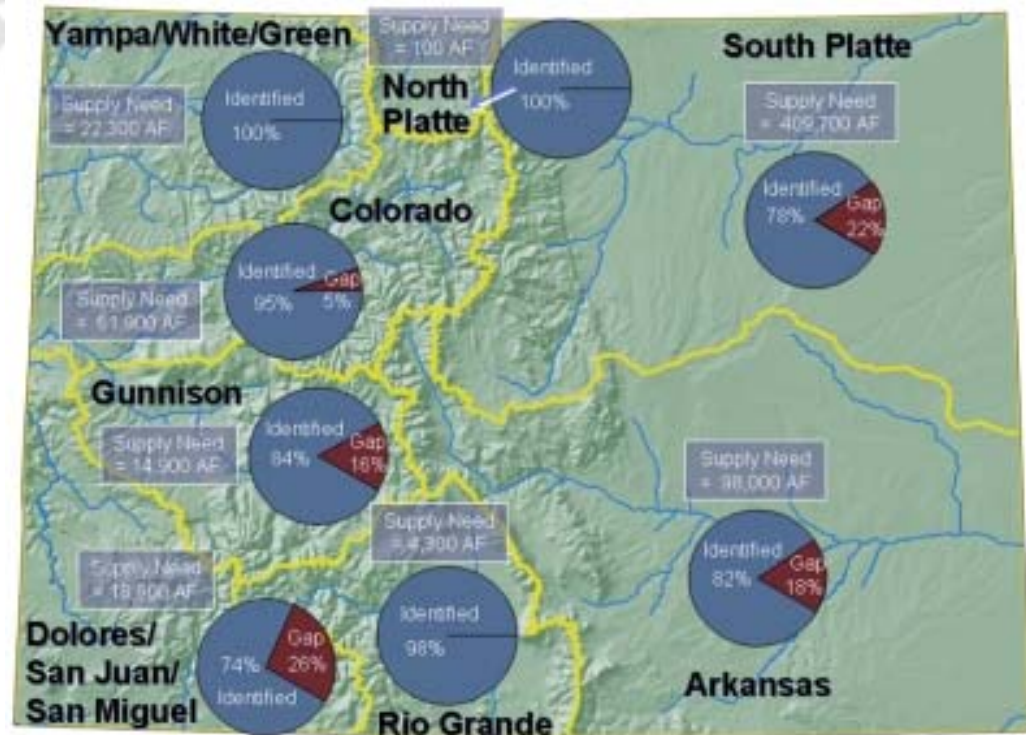 Yampa/White/Green
Supply Need
= 22,300 AF
Identified
100%
Supply Need
= 100 AF
North
Platte
Identified
100%
South Platte
Supply Need
= 409,700 AF
Identified
78%
Gap
22%
Colorado
Supply Need
= 61,900 AF
Identified
95%
Gap
5%
Gunnison
Supply Need
= 14,900 AF
Identified
84%
Gap
16%
Supply Need
= 98,000 AF
Identified
82%
Gap
18%
Arkansas
Supply Need
= 4,300 AF
Identified
98%
Rio Grande
Supply Need
AF
Dolores/
San Juan/
San Miguel
74%
Identified
Gap
26%